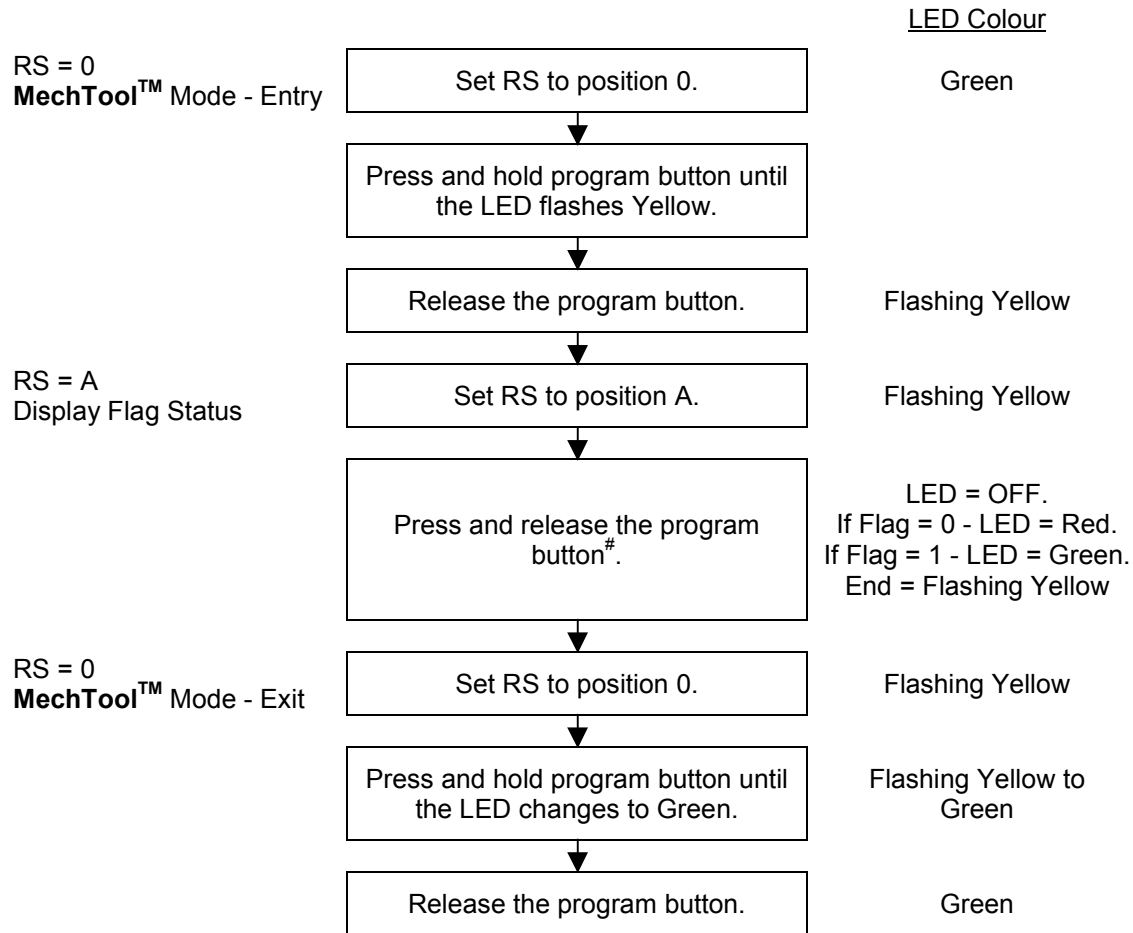 LED Colour
RS = 0
MechTool™ Mode - Entry
Set RS to position 0.
Green
Press and hold program button until
the LED flashes Yellow.
Release the program button.
Flashing Yellow
RS = A
Display Flag Status
Set RS to position A.
Flashing Yellow
Press and release the program
button#.
LED = OFF.
If Flag = 0 - LED = Red.
If Flag = 1 - LED = Green.
End = Flashing Yellow
RS = 0
MechTool™ Mode - Exit
Set RS to position 0.
Flashing Yellow
Press and hold program button until
the LED changes to Green.
Flashing Yellow to
Green
Release the program button.
Green